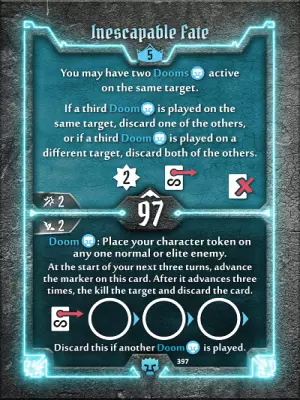 Inescapable Fate
5
You may have two Dooms active
on the same target.
If a third Doom is played on the
same target, discard one of the others,
or if a third Doom is played on a
different target, discard both of the others.
2
2
97
2
Doom : Place your character token on
any one normal or elite enemy.
At the start of your next three turns, advance
the marker on this card. After it advances three
times, the kill the target and discard the card.
Discard this if another Doom is played.
397